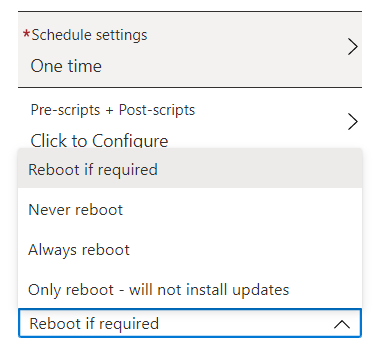 *Schedule settings
One time
Pre-scripts + Post-scripts
Click to Configure
Reboot if required
Never reboot
Always reboot
Only reboot - will not install updates
Reboot if required